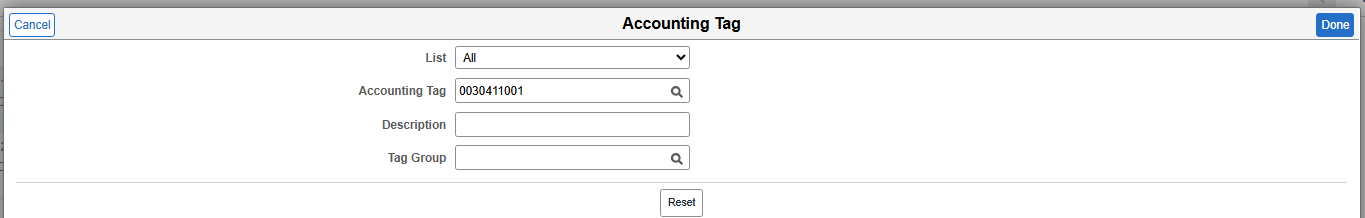 Cancel Accounting Tag Done
List All
Accounting Tag 0030411001
Description
Tag Group
Reset